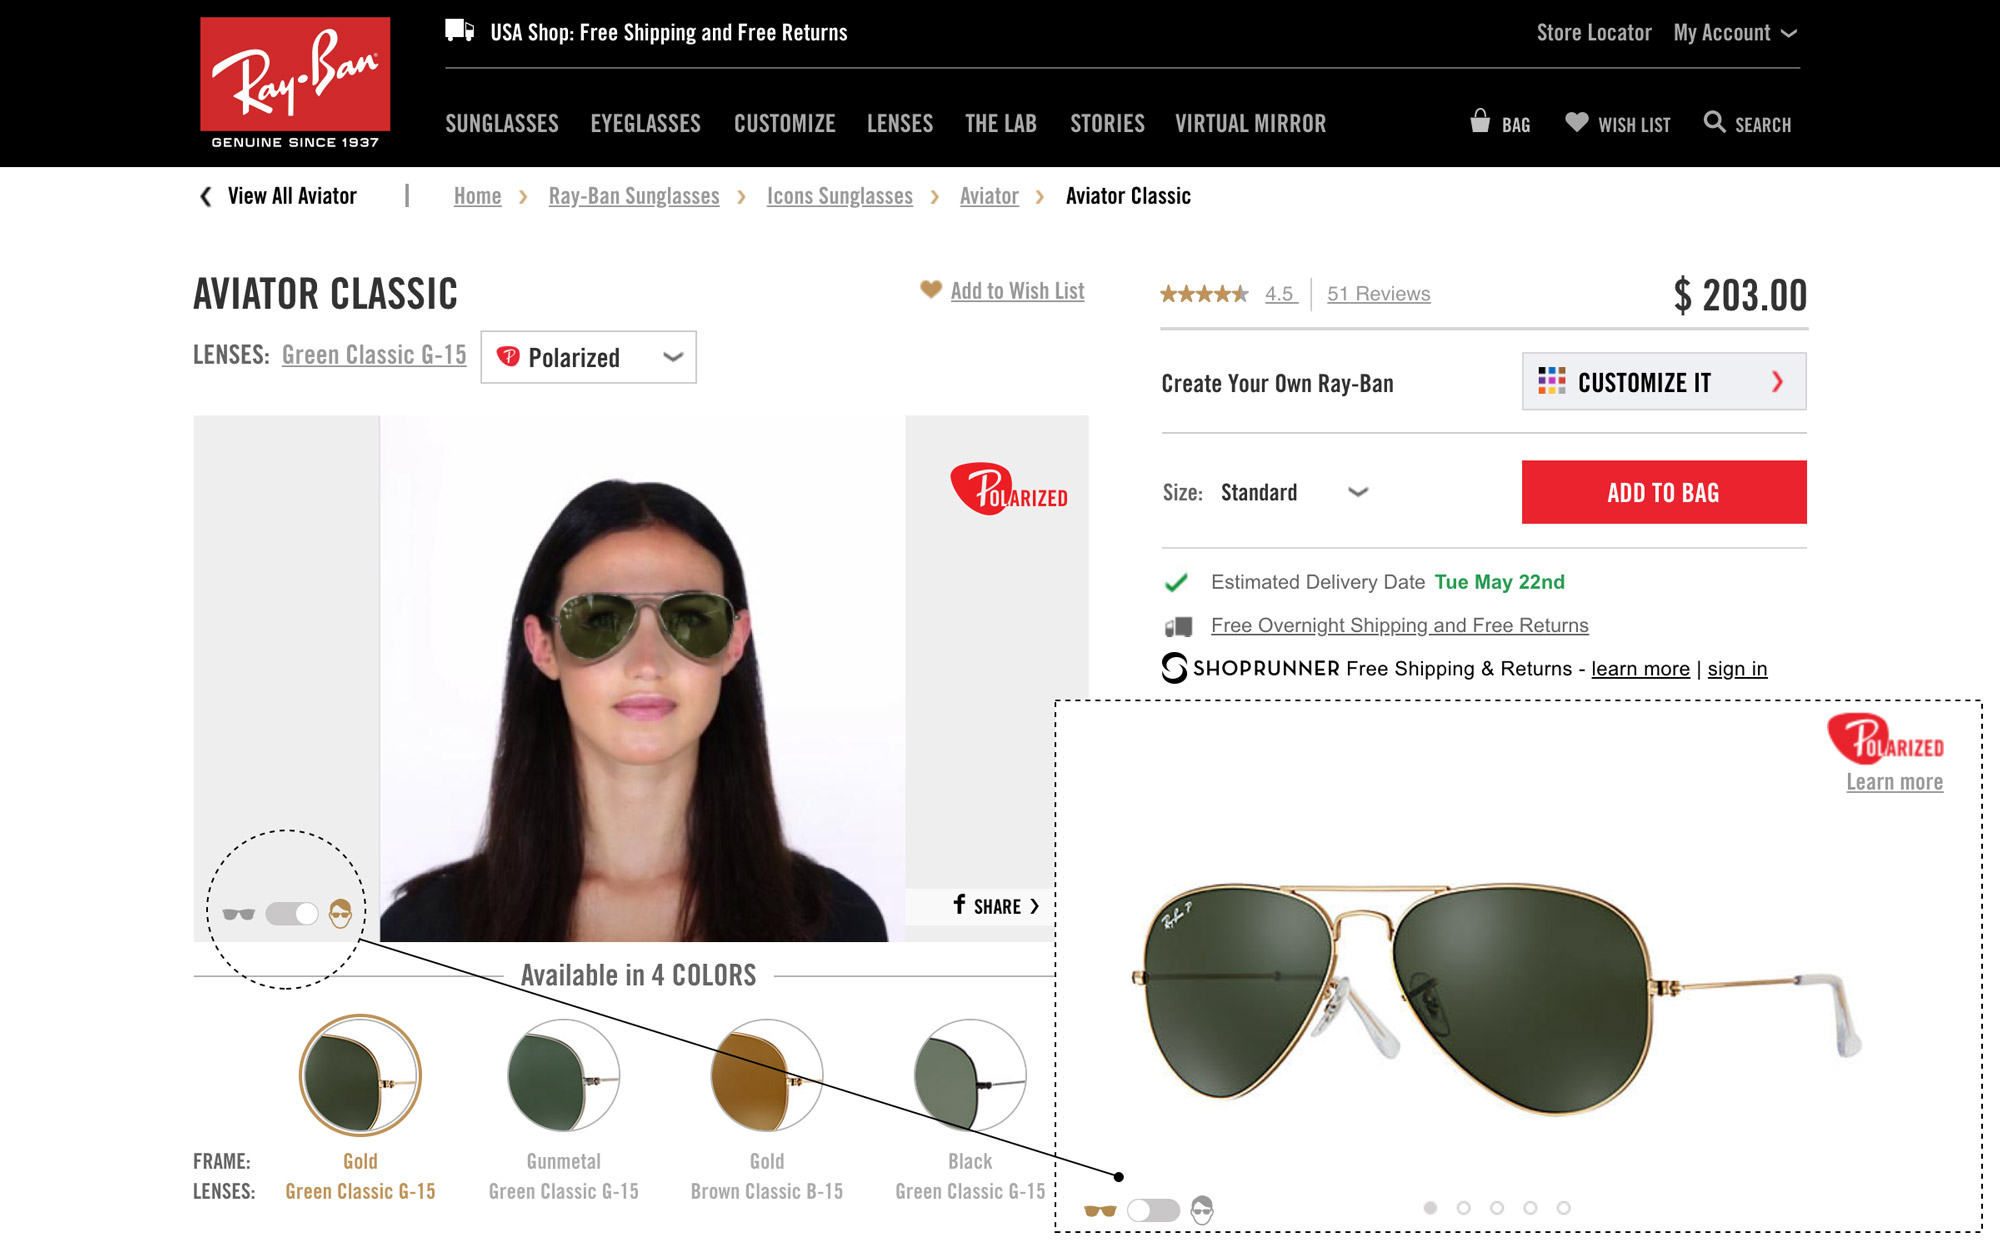 Ray-Ban
GENUINE SINCE 1937
USA Shop: Free Shipping and Free Returns
Store Locator
My Account
SUNGLASSES
EYEGLASSES
CUSTOMIZE
LENSES
THE LAB
STORIES
VIRTUAL MIRROR
BAG
WISH LIST
SEARCH
View All Aviator
Home
Ray-Ban Sunglasses
Icons Sunglasses
Aviator
Aviator Classic
AVIATOR CLASSIC
Add to Wish List
LENSES: Green Classic G-15
P Polarized
POLARIZED
SHARE
4.5
51 Reviews
$ 203.00
Create Your Own Ray-Ban
CUSTOMIZE IT
Size: Standard
ADD TO BAG
Estimated Delivery Date Tue May 22nd
Free Overnight Shipping and Free Returns
SHOPRUNNER Free Shipping & Returns - learn more | sign in
Available in 4 COLORS
FRAME: Gold Gunmetal Gold Black
LENSES: Green Classic G-15 Green Classic G-15 Brown Classic B-15 Green Classic G-15
POLARIZED
Learn more
Ray-Ban P